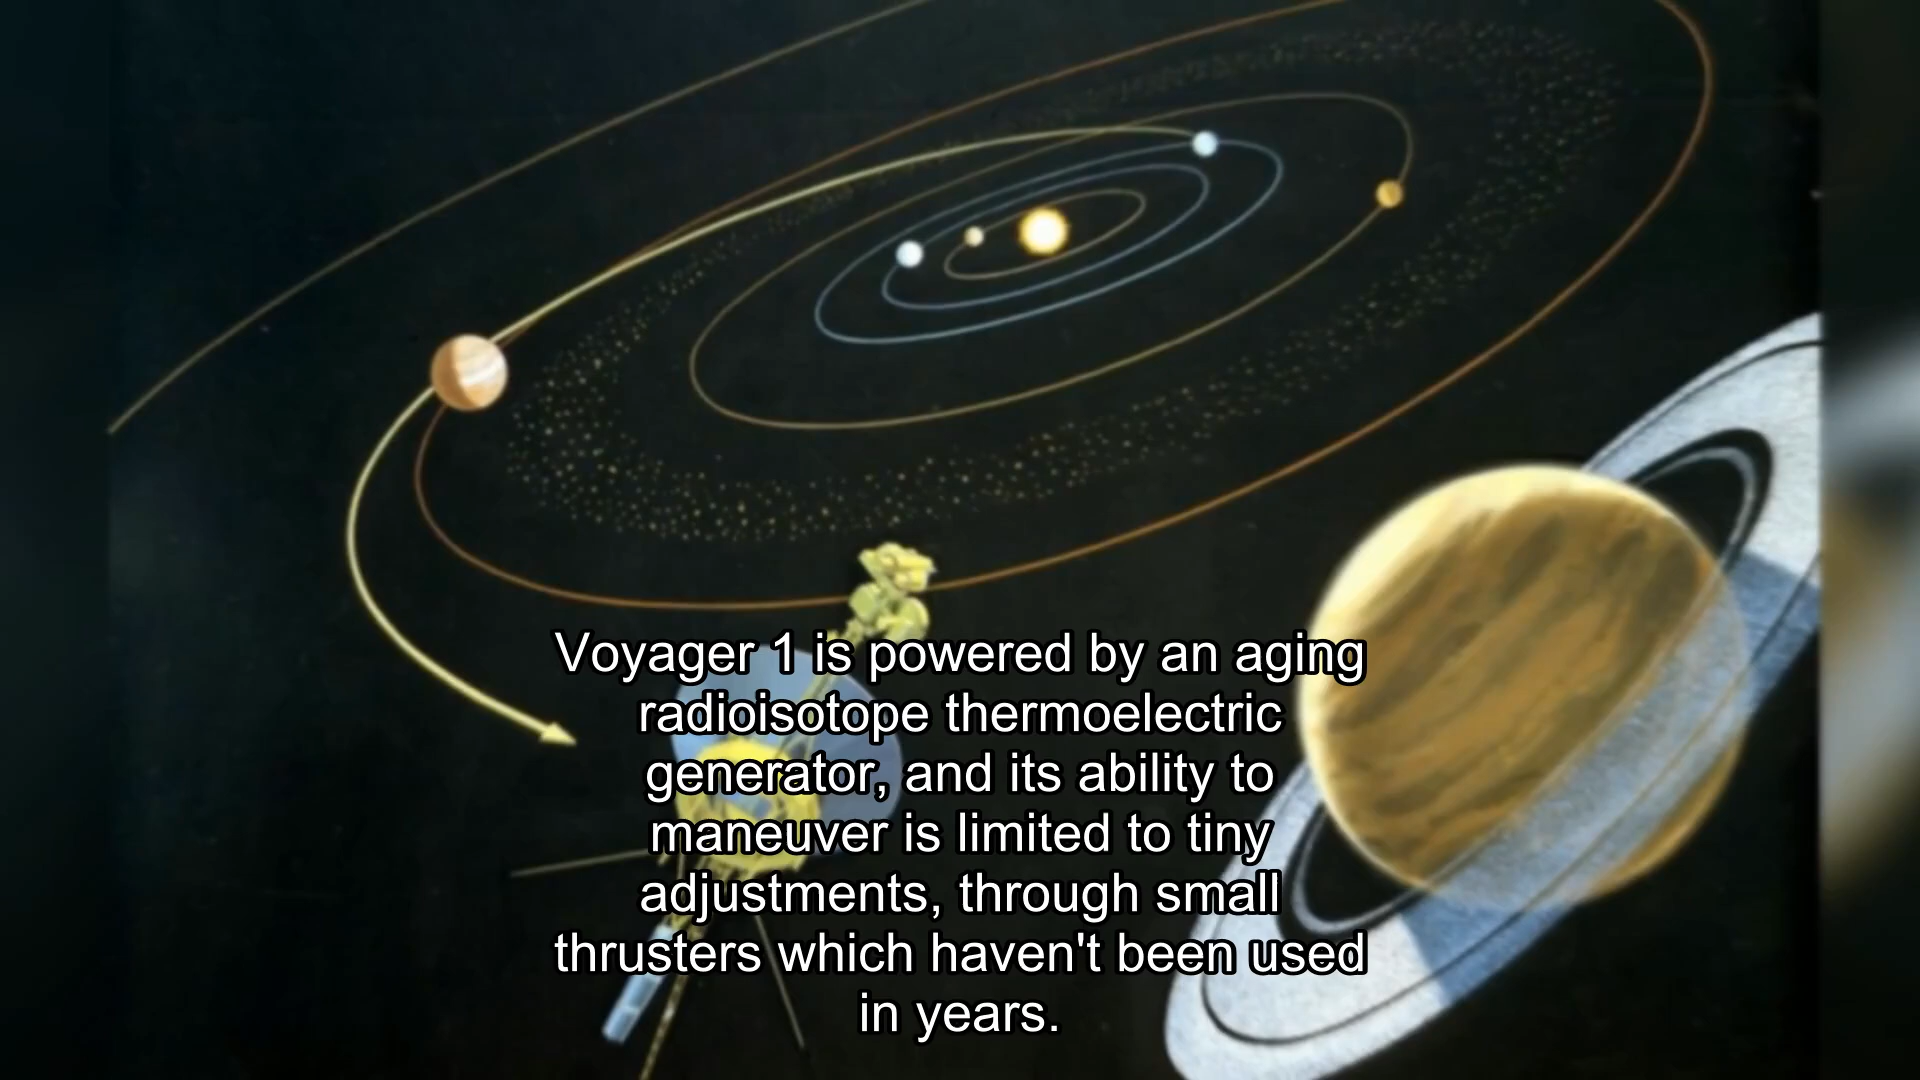 Voyager 1 is powered by an aging
radioisotope thermoelectric
generator, and its ability to
maneuver is limited to tiny
adjustments, through small
thrusters which haven't been used
in years.